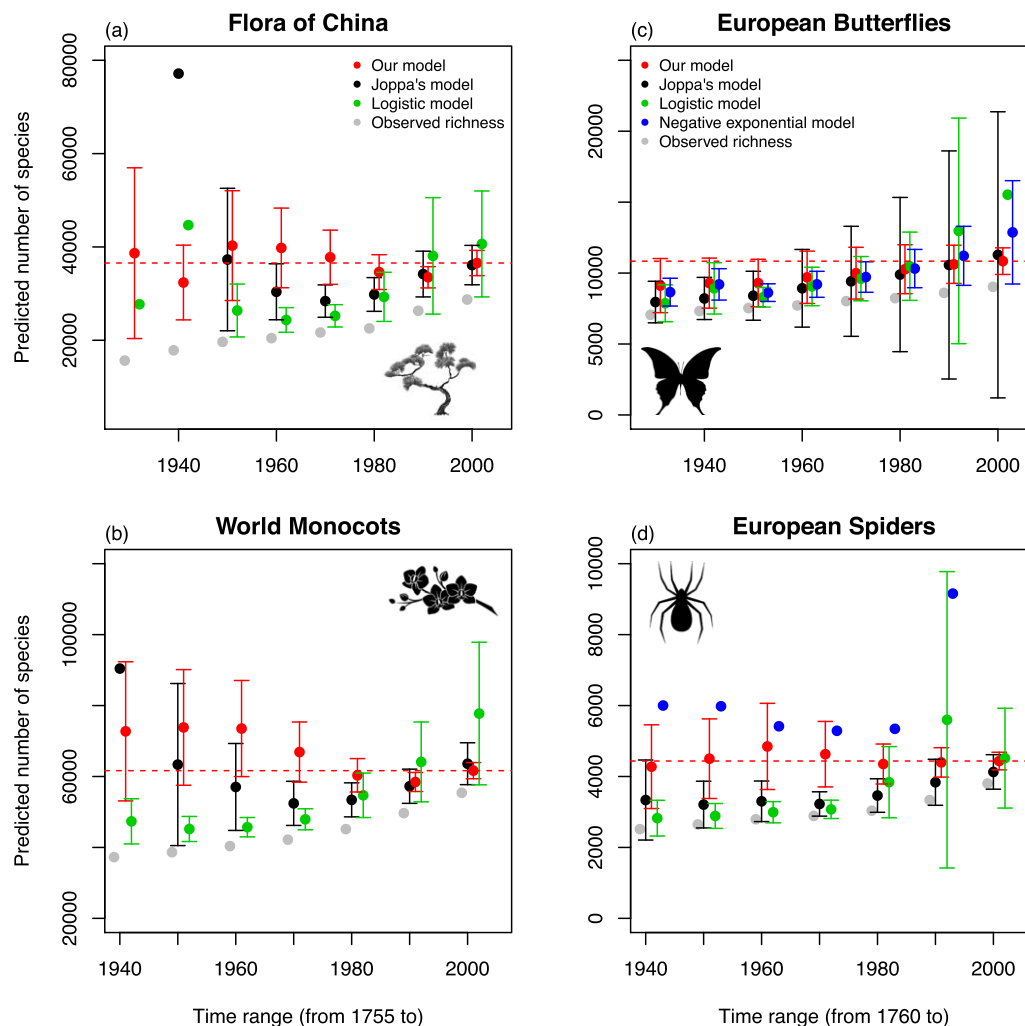 (a) Flora of China
Predicted number of species
80000
60000
40000
20000
Our model
Joppa's model
Logistic model
Observed richness
1940 1960 1980 2000
(c) European Butterflies
20000
10000
5000
0
Our model
Joppa's model
Logistic model
Negative exponential model
Observed richness
1940 1960 1980 2000
(b) World Monocots
Predicted number of species
100000
60000
20000
1940 1960 1980 2000
Time range (from 1755 to)
(d) European Spiders
10000
8000
6000
4000
2000
0
1940 1960 1980 2000
Time range (from 1760 to)